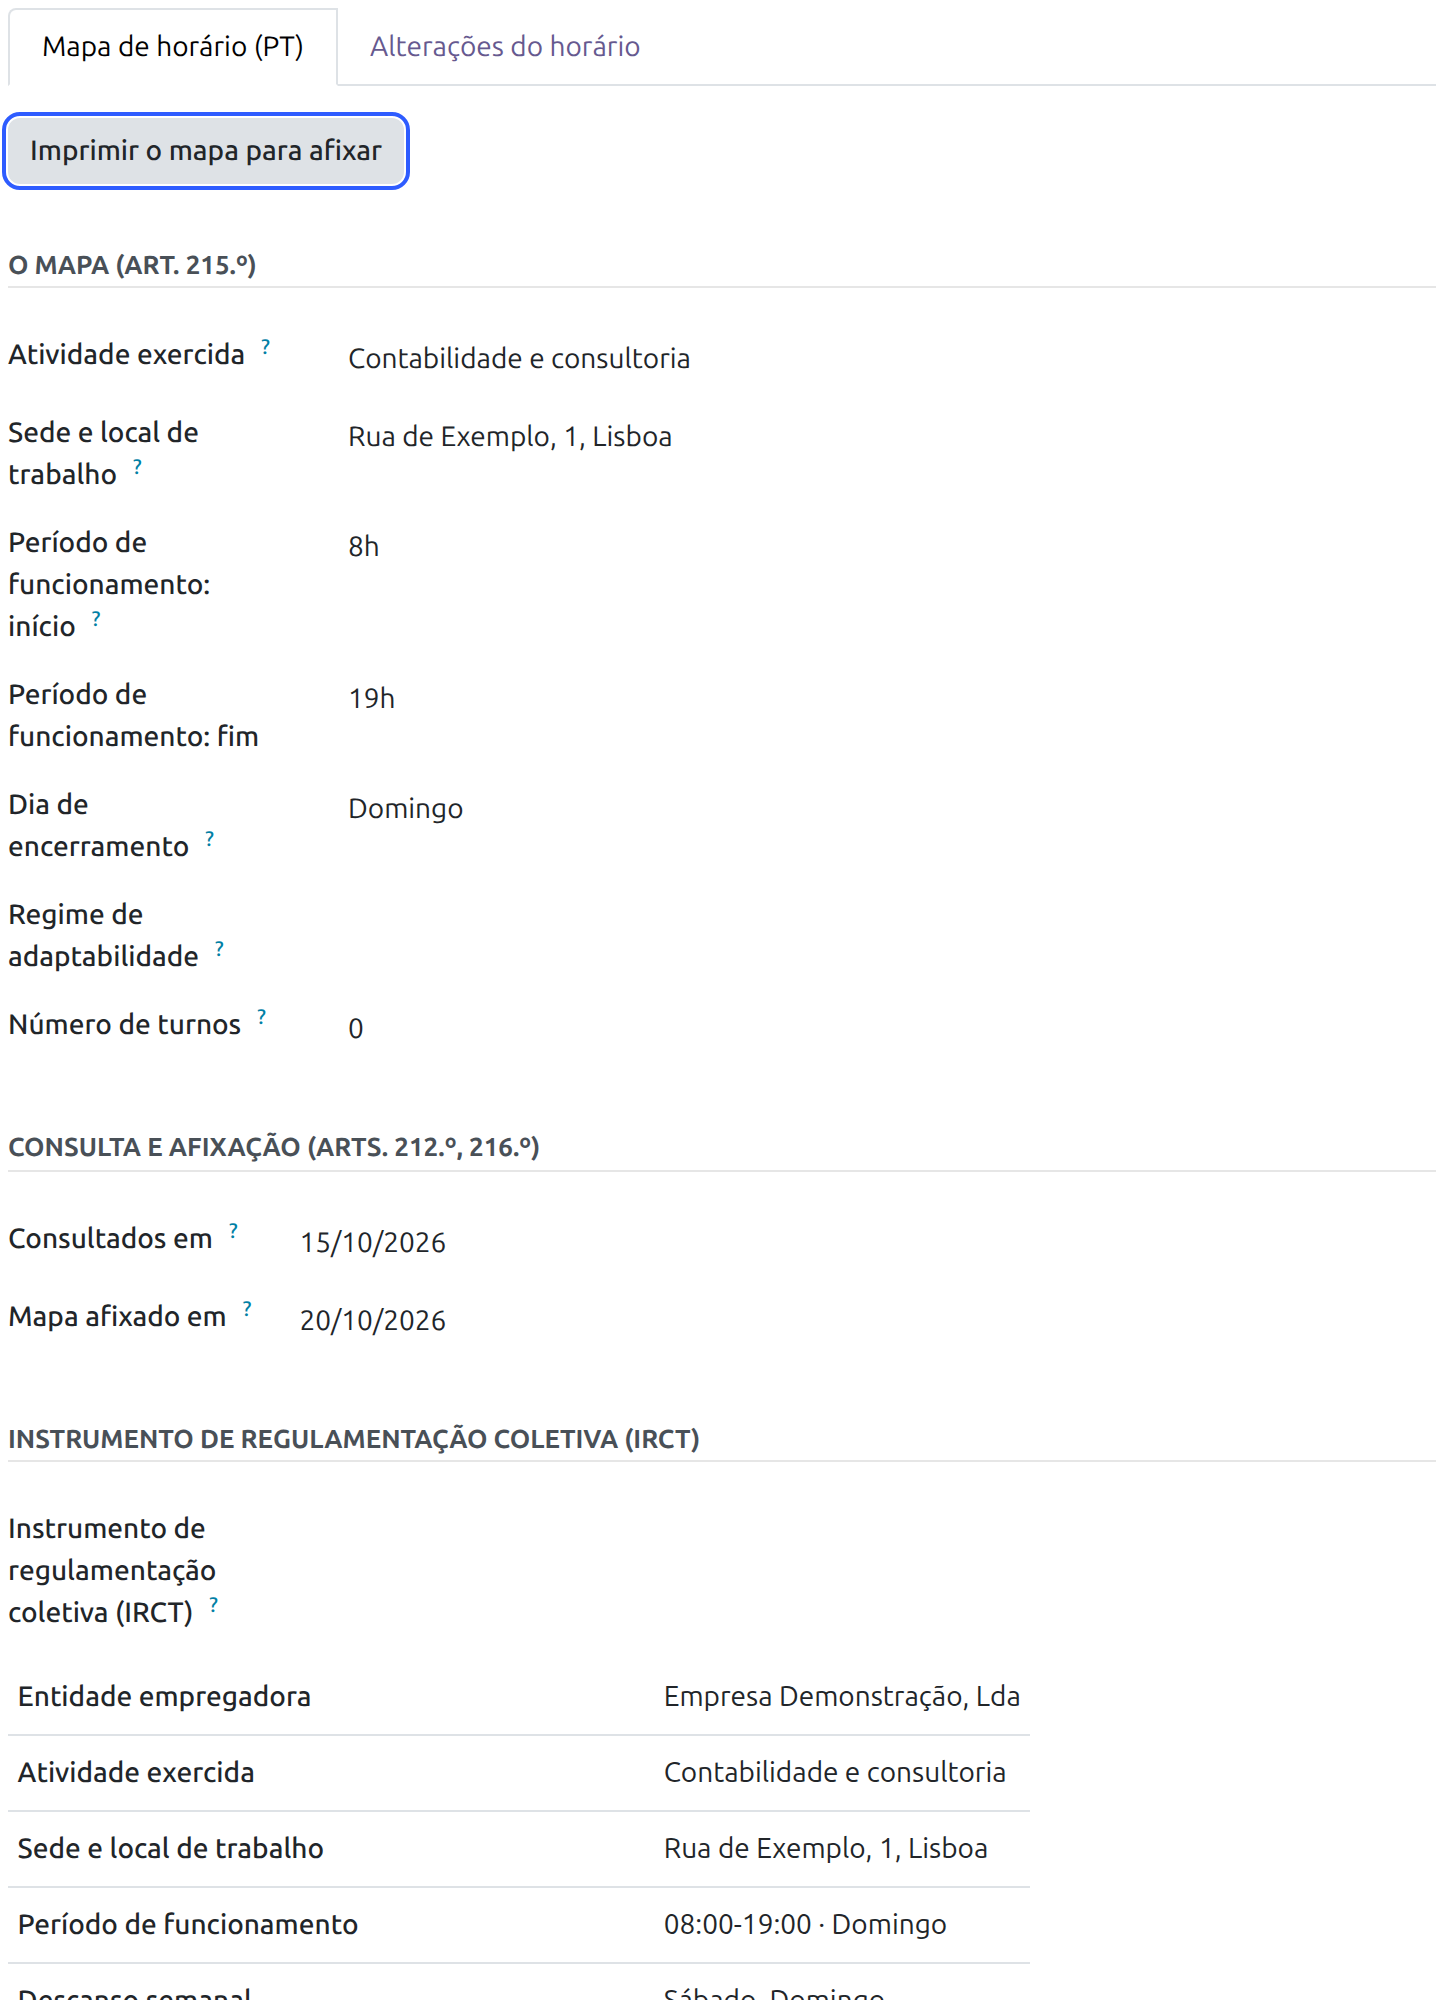 Mapa de horário (PT)
Alterações do horário
Imprimir o mapa para afixar
O MAPA (ART. 215.º)
Atividade exercida ?
Contabilidade e consultoria
Sede e local de
trabalho ?
Rua de Exemplo, 1, Lisboa
Período de
funcionamento:
início ?
8h
Período de
funcionamento: fim
19h
Dia de
encerramento ?
Domingo
Regime de
adaptabilidade ?
Número de turnos ?
0
CONSULTA E AFIXAÇÃO (ARTS. 212.º, 216.º)
Consultados em ?
15/10/2026
Mapa afixado em ?
20/10/2026
INSTRUMENTO DE REGULAMENTAÇÃO COLETIVA (IRCT)
Instrumento de
regulamentação
coletiva (IRCT) ?
Entidade empregadora
Empresa Demonstração, Lda
Atividade exercida
Contabilidade e consultoria
Sede e local de trabalho
Rua de Exemplo, 1, Lisboa
Período de funcionamento
08:00-19:00 · Domingo
Descanso semanal
Sábado, Domingo